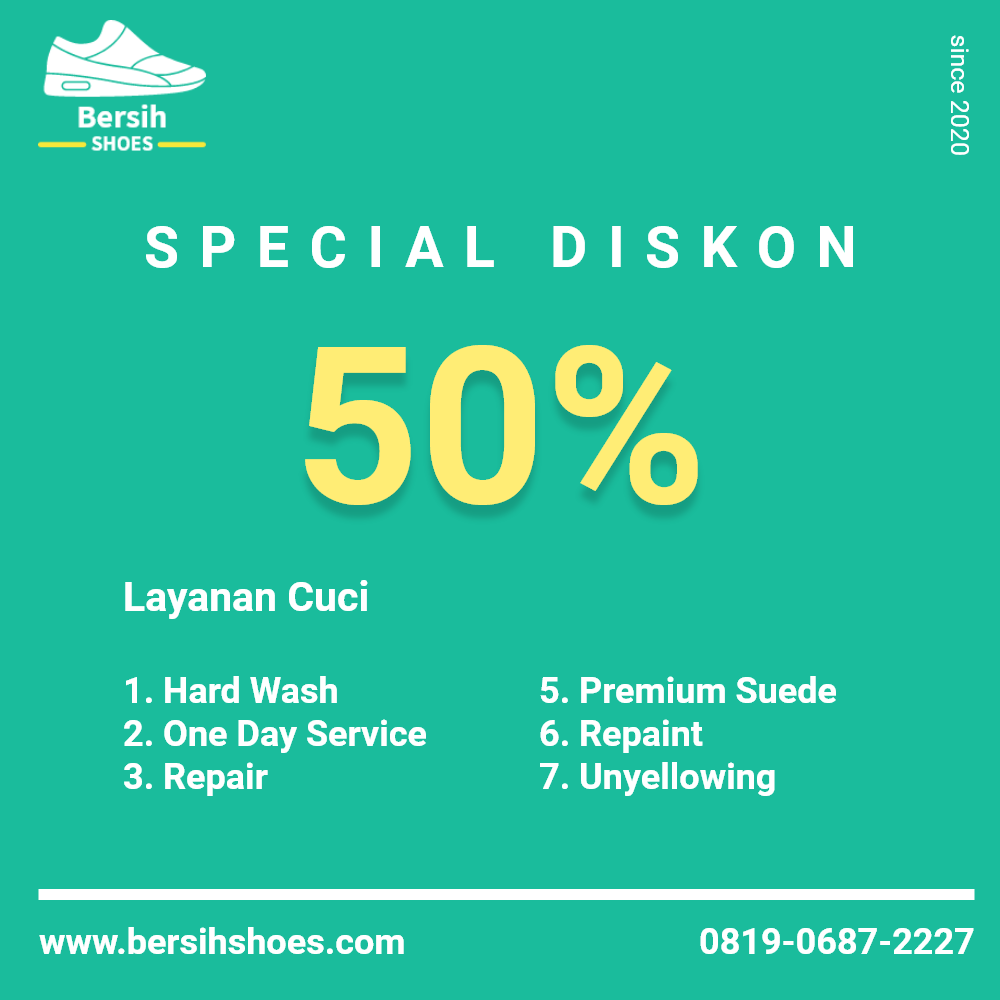 Bersih
SHOES
since 2020
SPECIAL DISKON
50%
Layanan Cuci
1. Hard Wash
2. One Day Service
3. Repair
5. Premium Suede
6. Repaint
7. Unyellowing
www.bersihshoes.com
0819-0687-2227